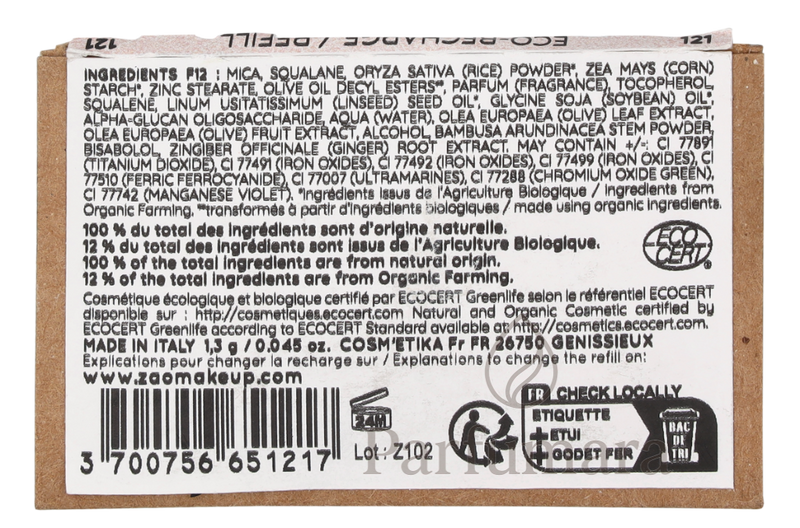 121 ECO-RECHARGE / REFILL 121
INGREDIENTS F12 : MICA, SQUALANE, ORYZA SATIVA (RICE) POWDER*, ZEA MAYS (CORN)
STARCH*, ZINC STEARATE, OLIVE OIL DECYL ESTERS**, PARFUM (FRAGRANCE), TOCOPHEROL,
SQUALENE, LINUM USITATISSIMUM (LINSEED) SEED OIL*, GLYCINE SOJA (SOYBEAN) OIL*,
ALPHA-GLUCAN OLIGOSACCHARIDE, AQUA (WATER), OLEA EUROPAEA (OLIVE) LEAF EXTRACT,
OLEA EUROPAEA (OLIVE) FRUIT EXTRACT, ALCOHOL, BAMBUSA ARUNDINACEA STEM POWDER,
BISABOLOL, ZINGIBER OFFICINALE (GINGER) ROOT EXTRACT. MAY CONTAIN +/-: CI 77891
(TITANIUM DIOXIDE), CI 77491 (IRON OXIDES), CI 77492 (IRON OXIDES), CI 77499 (IRON OXIDES), CI
77510 (FERRIC FERROCYANIDE), CI 77007 (ULTRAMARINES), CI 77288 (CHROMIUM OXIDE GREEN),
CI 77742 (MANGANESE VIOLET). *Ingrédients issus de l'Agriculture Biologique / Ingredients from
Organic Farming. **transformés à partir d'ingrédients biologiques / made using organic ingredients.
100 % du total des ingrédients sont d'origine naturelle.
12 % du total des ingrédients sont issus de l'Agriculture Biologique.
100 % of the total ingredients are from natural origin.
12 % of the total ingredients are from Organic Farming.
ECO
CERT
Cosmétique écologique et biologique certifié par ECOCERT Greenlife selon le référentiel ECOCERT
disponible sur : http://cosmetiques.ecocert.com Natural and Organic Cosmetic certified by
ECOCERT Greenlife according to ECOCERT Standard available at http://cosmetics.ecocert.com.
MADE IN ITALY 1,3 g / 0.045 oz. COSM'ETIKA Fr FR 26750 GENISSIEUX
Explications pour changer la recharge sur / Explanations to change the refill on:
www.zaomakeup.com
3 700756 651217
24M
Lot : Z102
FR CHECK LOCALLY
ETIQUETTE
+ ETUI
+ GODET FER
BAC
DE
TRI
Parfumara